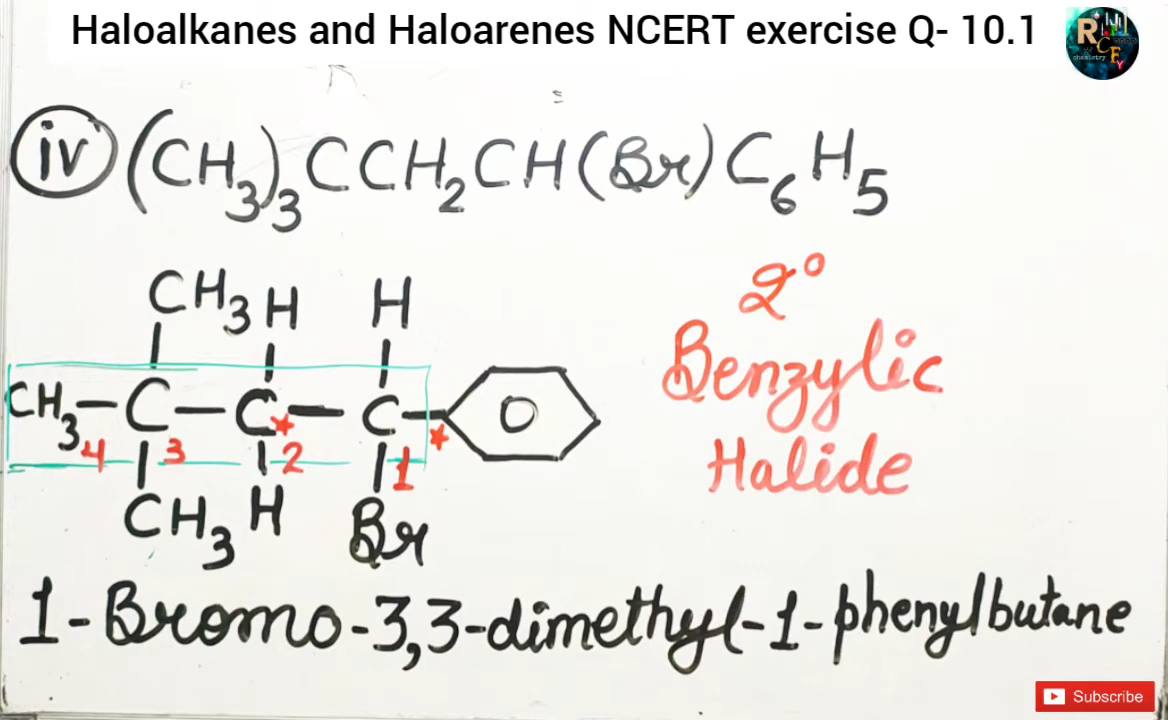 Haloalkanes and Haloarenes NCERT exercise Q- 10.1
iv (CH3)3CCH2CH(Br)C6H5
CH3 H H
CH3-C-C*-C-*
4 3 2 1
CH3 H Br
2°
Benzylic
Halide
1-Bromo-3,3-dimethyl-1-phenylbutane
Subscribe